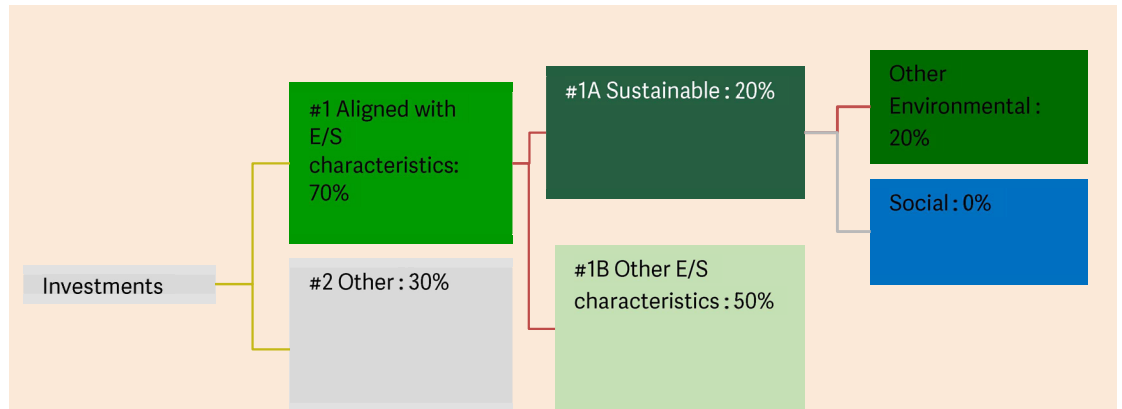 Investments
#1 Aligned with
E/S
characteristics:
70%
#2 Other : 30%
#1A Sustainable : 20%
#1B Other E/S
characteristics : 50%
Other
Environmental :
20%
Social : 0%